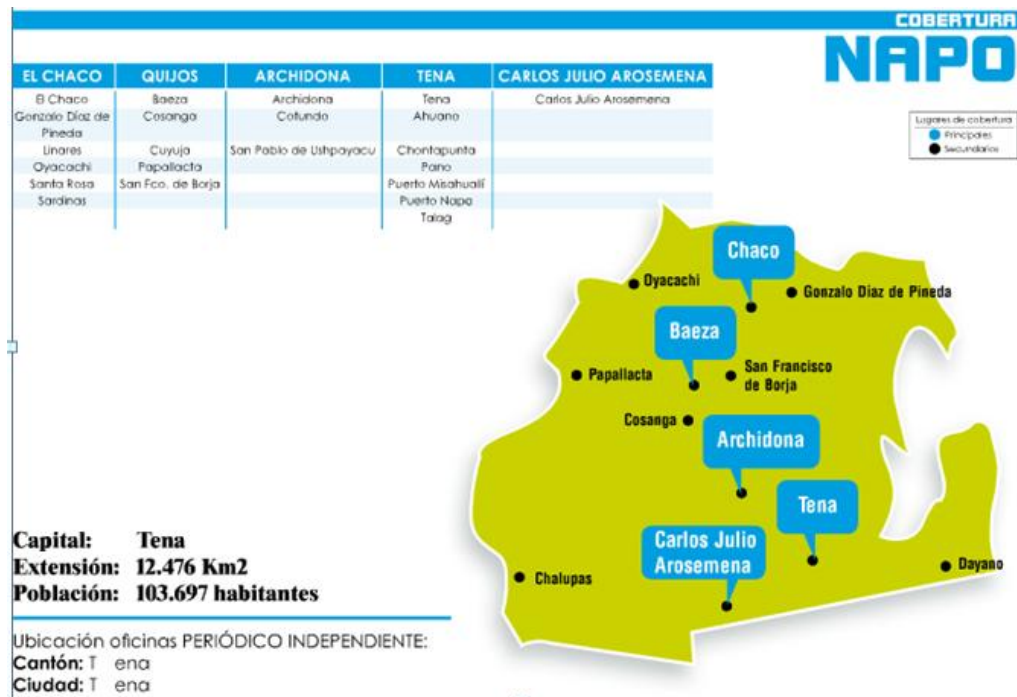 COBERTURA
NAPO
EL CHACO QUIJOS ARCHIDONA TENA CARLOS JULIO AROSEMENA
El Chaco Baeza Archidona Tena Carlos Julio Arosemena
Gonzalo Díaz de Pineda Cosanga Cotundo Ahuano
Linares Cuyuja San Pablo de Ushpayacu Chontapunta
Oyacachi Papallacta Pano
Santa Rosa San Fco. de Borja Puerto Misahuallí
Sardinas Puerto Napo
Talag
Lugares de cobertura
Principales
Secundarios
Chaco
Oyacachi
Gonzalo Diaz de Pineda
Baeza
Papallacta
San Francisco
de Borja
Cosanga
Archidona
Tena
Carlos Julio
Arosemena
Chalupas
Dayano
Capital: Tena
Extensión: 12.476 Km2
Población: 103.697 habitantes
Ubicación oficinas PERIÓDICO INDEPENDIENTE:
Cantón: T ena
Ciudad: T ena